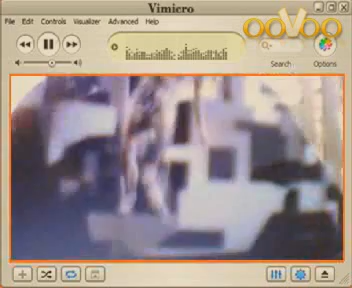 Vimicro
ooVoo
File Edit Controls Visualizer Advanced Help
Search
Options